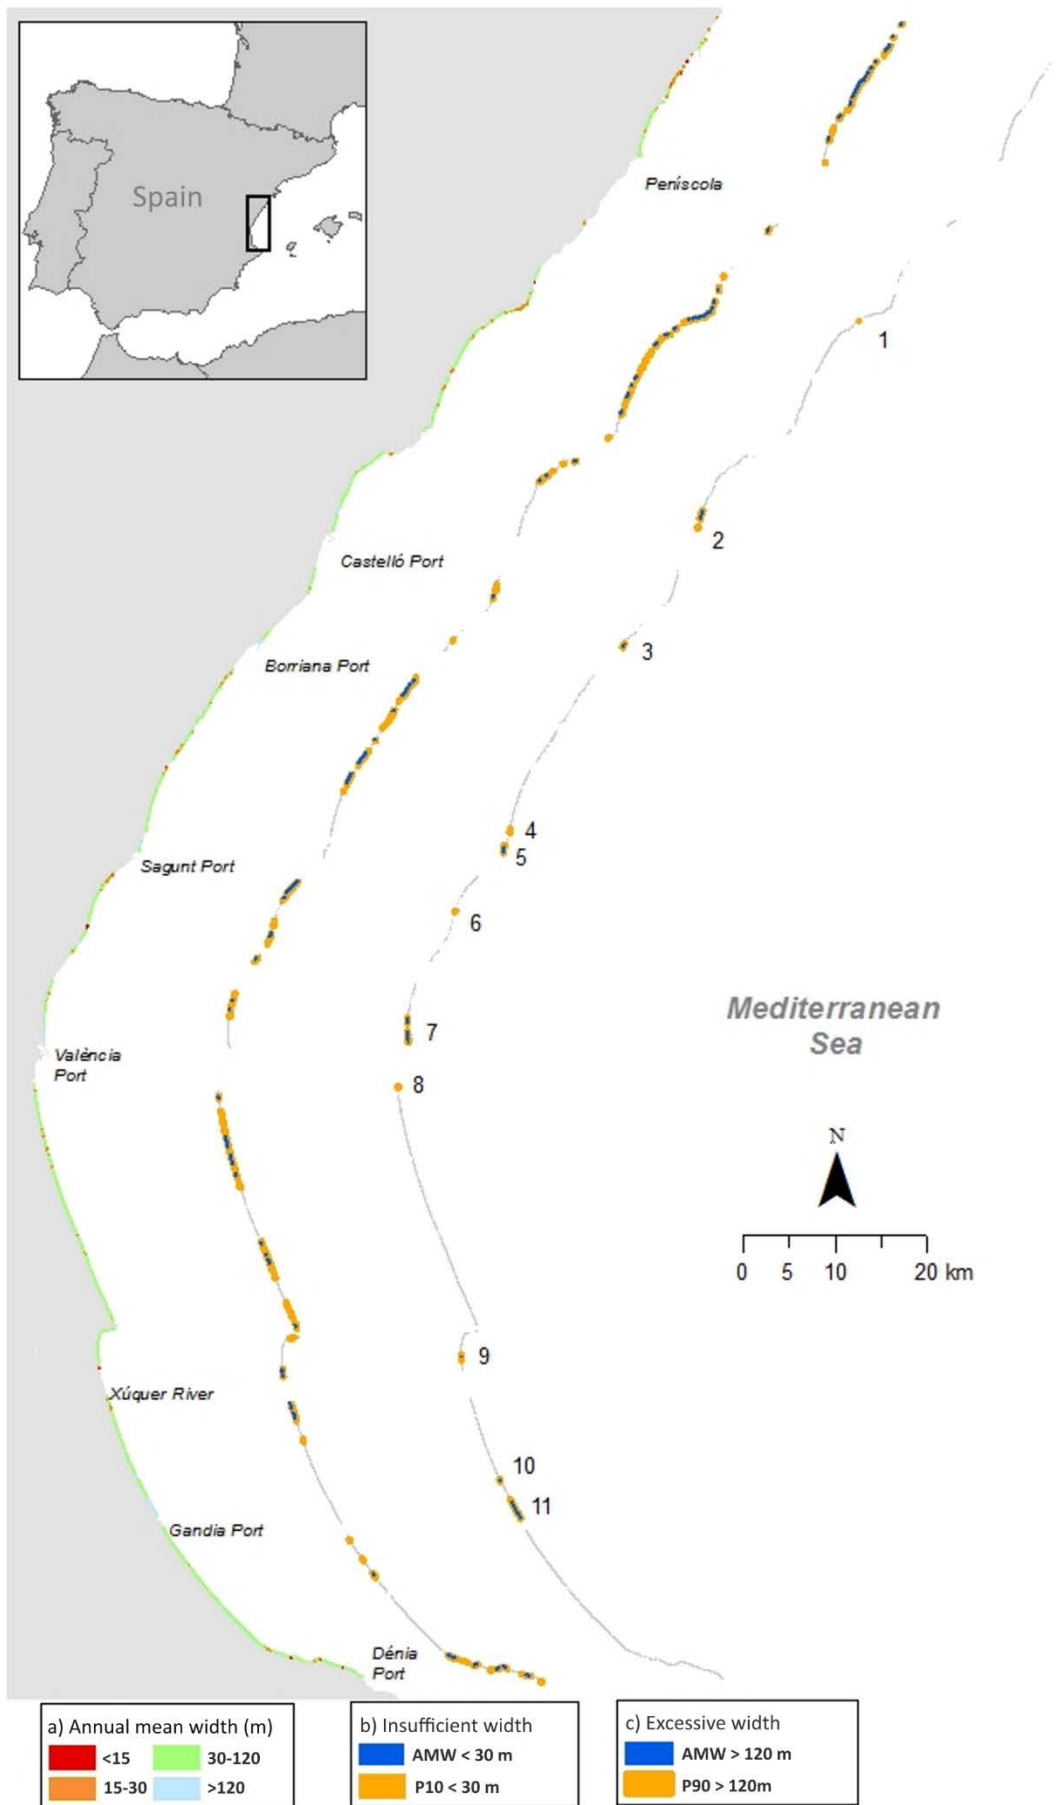 Spain
Peníscola
1
2
Castelló Port
3
Borriana Port
4
5
Sagunt Port
6
Mediterranean
Sea
7
València
Port
8
N
0 5 10 20 km
9
Xúquer River
10
11
Gandia Port
Dénia
Port
a) Annual mean width (m)
<15
30-120
15-30
>120
b) Insufficient width
AMW < 30 m
P10 < 30 m
c) Excessive width
AMW > 120 m
P90 > 120m